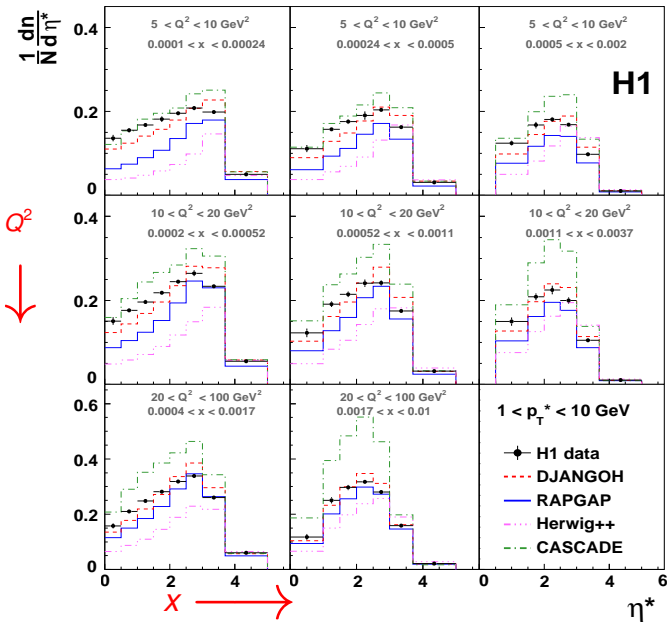 1/N dn/dη*
0.4
5 < Q² < 10 GeV²
0.0001 < x < 0.00024
5 < Q² < 10 GeV²
0.00024 < x < 0.0005
5 < Q² < 10 GeV²
0.0005 < x < 0.002
H1
0.2
0
Q²
10 < Q² < 20 GeV²
0.0002 < x < 0.00052
10 < Q² < 20 GeV²
0.00052 < x < 0.0011
10 < Q² < 20 GeV²
0.0011 < x < 0.0037
0.4
0.2
0
20 < Q² < 100 GeV²
0.0004 < x < 0.0017
20 < Q² < 100 GeV²
0.0017 < x < 0.01
1 < p_T* < 10 GeV
H1 data
DJANGOH
RAPGAP
Herwig++
CASCADE
0.6
0.4
0.2
0
0 2 4 0 2 4 0 2 4 6
x
η*